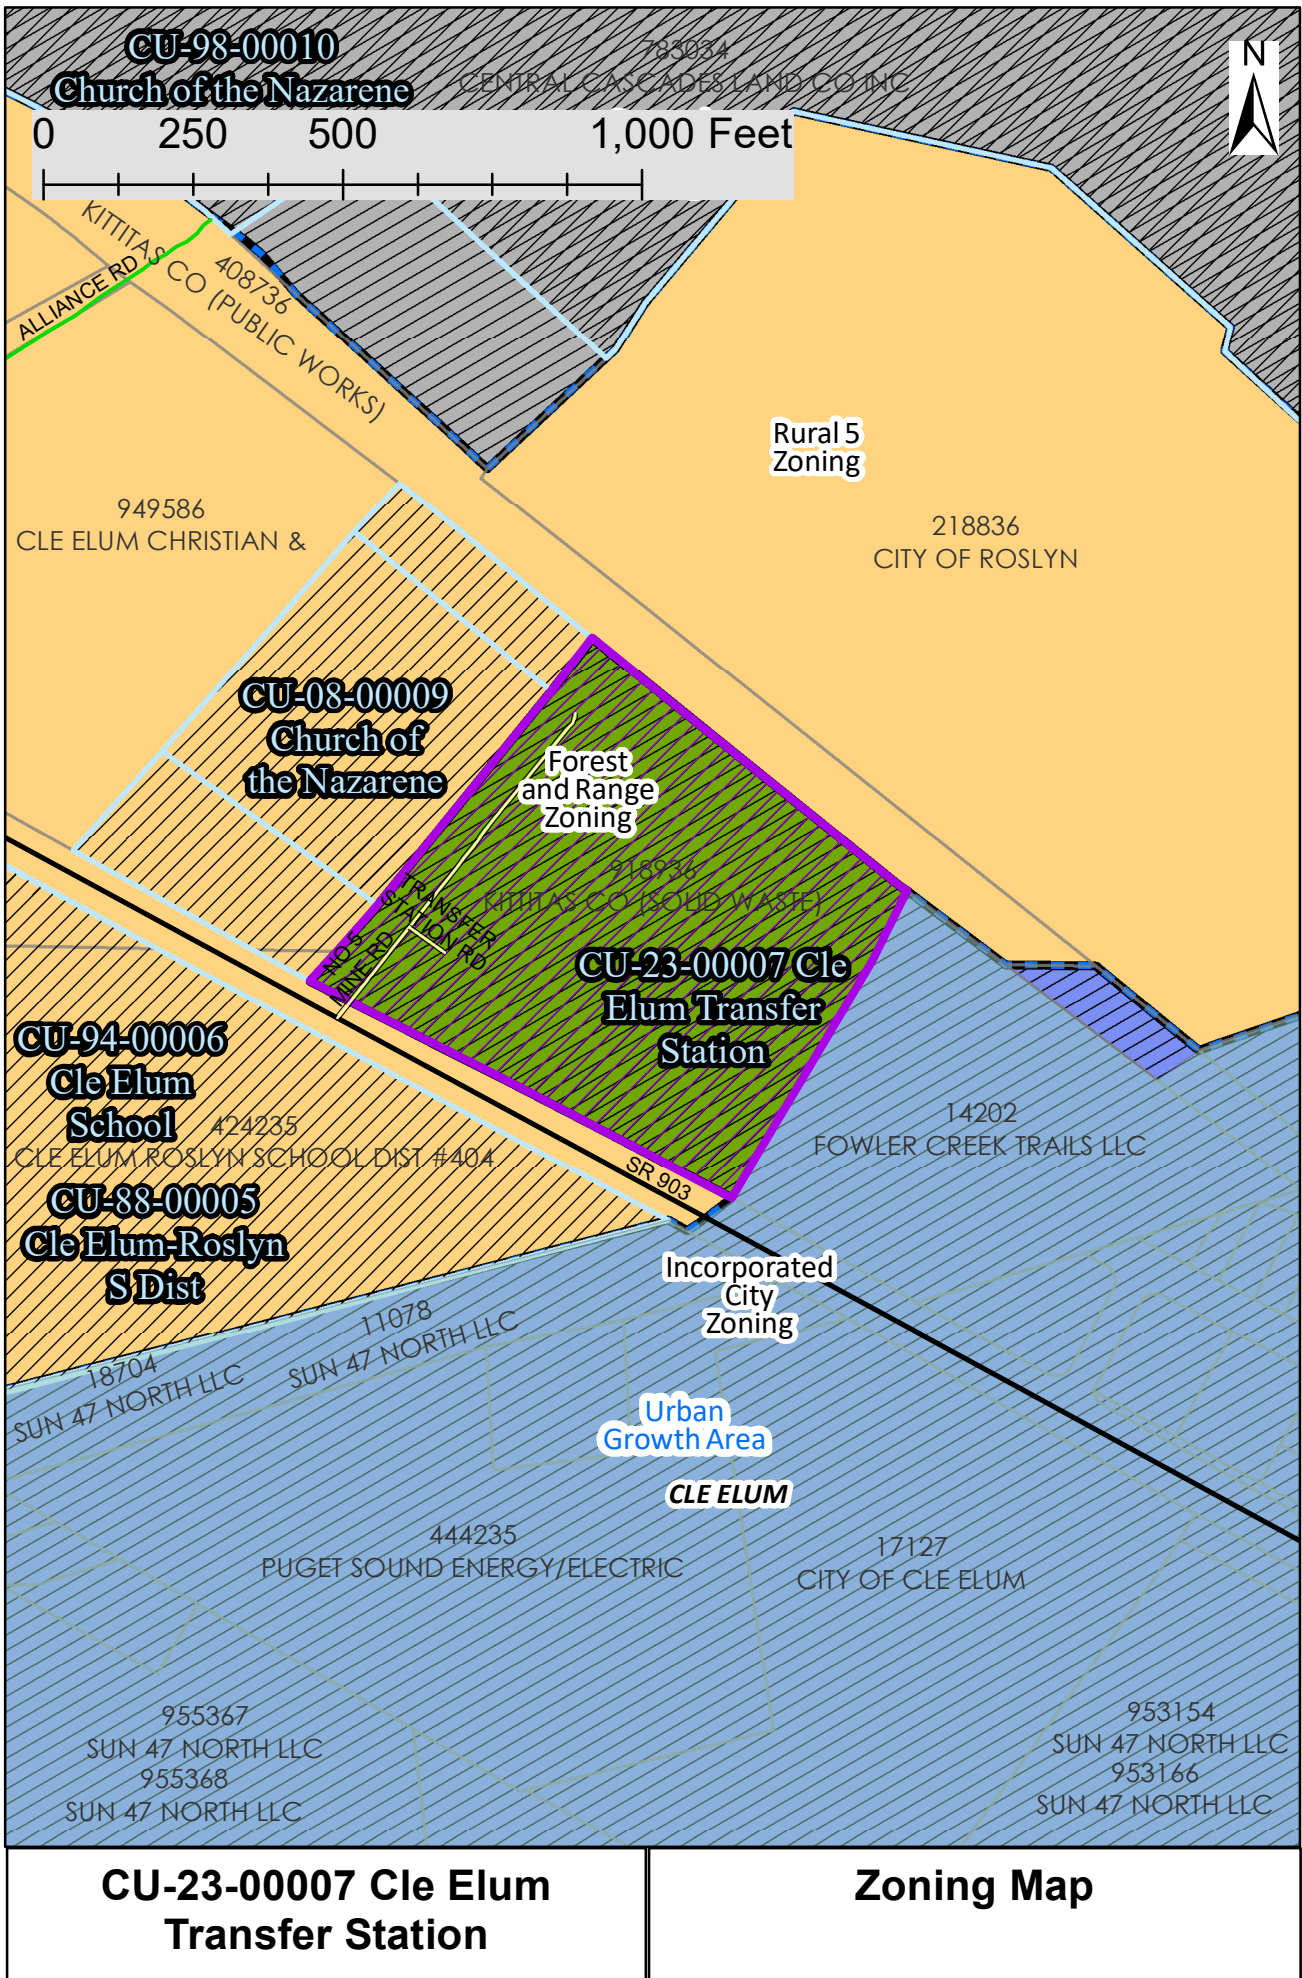 CU-98-00010
Church of the Nazarene
783034
CENTRAL CASCADES LAND CO INC
N
0 250 500 1,000 Feet
KITTITAS CO (PUBLIC WORKS)
408736
ALLIANCE RD
Rural 5
Zoning
949586
CLE ELUM CHRISTIAN &
218836
CITY OF ROSLYN
CU-08-00009
Church of
the Nazarene
Forest
and Range
Zoning
918936
KITTITAS CO (SOLID WASTE)
TRANSFER
STATION RD
NO 5
MINE RD
CU-23-00007 Cle
Elum Transfer
Station
CU-94-00006
Cle Elum
School
424235
CLE ELUM ROSLYN SCHOOL DIST #404
14202
FOWLER CREEK TRAILS LLC
SR 903
CU-88-00005
Cle Elum-Roslyn
S Dist
Incorporated
City
Zoning
11078
SUN 47 NORTH LLC
18704
SUN 47 NORTH LLC
Urban
Growth Area
CLE ELUM
444235
PUGET SOUND ENERGY/ELECTRIC
17127
CITY OF CLE ELUM
955367
SUN 47 NORTH LLC
955368
SUN 47 NORTH LLC
953154
SUN 47 NORTH LLC
953166
SUN 47 NORTH LLC
CU-23-00007 Cle Elum
Transfer Station
Zoning Map